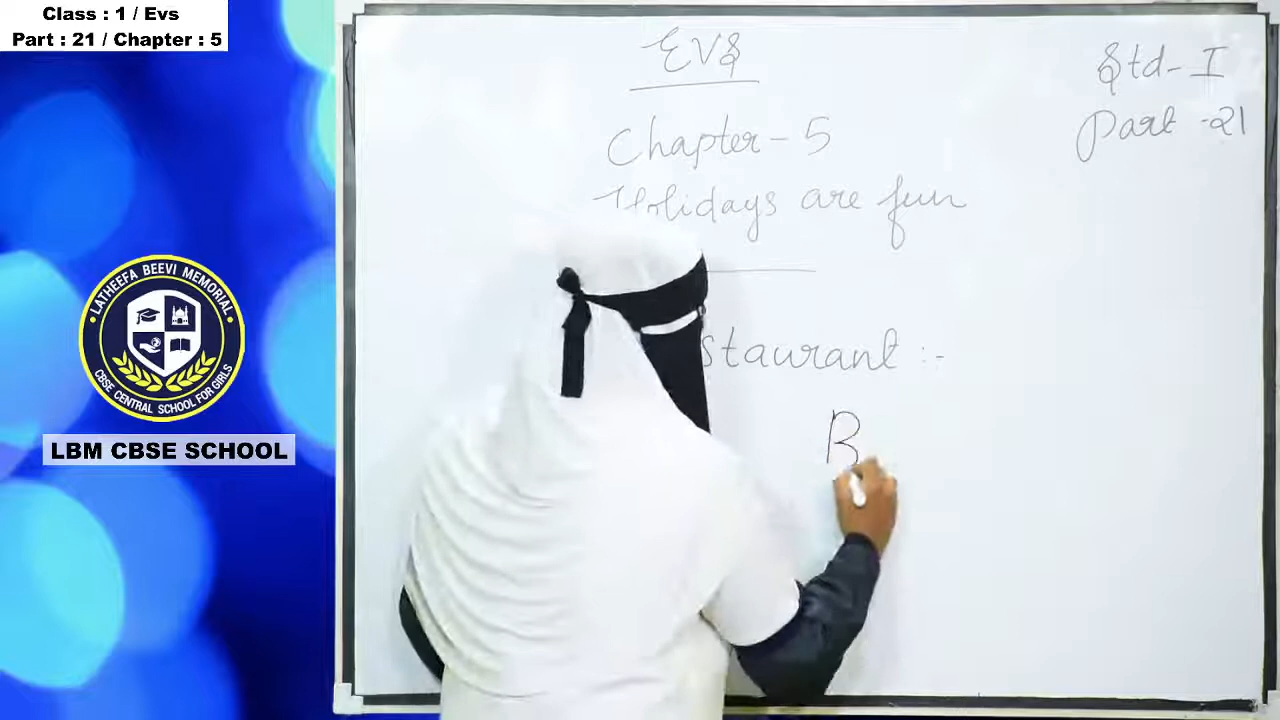 Class : 1 / Evs
Part : 21 / Chapter : 5
EVS
Std - I
Part - 21
Chapter - 5
Holidays are fun
staurant :-
B
LATHEEFA BEEVI MEMORIAL
CBSE CENTRAL SCHOOL FOR GIRLS
LBM CBSE SCHOOL